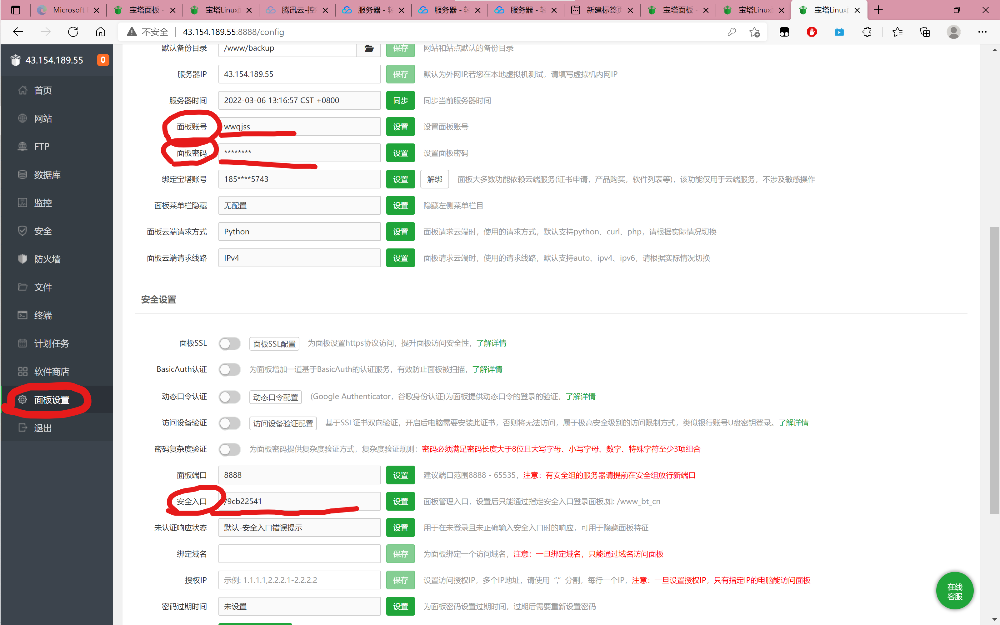 Microsoft
宝塔面板 -
宝塔Linux
腾讯云-控
服务器 - 轻
服务器 - 轻
服务器 - 轻
新建标签页
宝塔面板 -
宝塔Linux
宝塔Linux
不安全
43.154.189.55:8888/config
43.154.189.55
0
首页
网站
FTP
数据库
监控
安全
防火墙
文件
终端
计划任务
软件商店
面板设置
退出
默认备份目录 /www/backup 保存 网站和站点默认的备份目录
服务器IP 43.154.189.55 保存 默认为外网IP,若您在本地虚拟机测试，请填写虚拟机内网IP
服务器时间 2022-03-06 13:16:57 CST +0800 同步 同步当前服务器时间
面板账号 wwqjss 设置 设置面板账号
面板密码 ******** 设置 设置面板密码
绑定宝塔账号 185****5743 设置 解绑 面板大多数功能依赖云端服务(证书申请，产品购买，软件列表等)，该功能仅用于云端服务，不涉及敏感操作
面板菜单栏隐藏 无配置 设置 隐藏左侧菜单栏目
面板云端请求方式 Python 设置 面板请求云端时，使用的请求方式，默认支持python、curl、php，请根据实际情况切换
面板云端请求线路 IPv4 设置 面板请求云端时，使用的请求线路，默认支持auto、ipv4、ipv6，请根据实际情况切换
安全设置
面板SSL 面板SSL配置 为面板设置https协议访问，提升面板访问安全性，了解详情
BasicAuth认证 为面板增加一道基于BasicAuth的认证服务，有效防止面板被扫描，了解详情
动态口令认证 动态口令配置 (Google Authenticator，谷歌身份认证)为面板提供动态口令的登录的验证，了解详情
访问设备验证 访问设备验证配置 基于SSL证书双向验证，开启后电脑需要安装此证书，否则将无法访问，属于极高安全级别的访问限制方式，类似银行账号U盘密钥登录。了解详情
密码复杂度验证 为面板密码提供复杂度验证方式，复杂度验证规则：密码必须满足密码长度大于8位且大写字母、小写字母、数字、特殊字符至少3项组合
面板端口 8888 设置 建议端口范围8888 - 65535，注意：有安全组的服务器请提前在安全组放行新端口
安全入口 /9cb22541 设置 面板管理入口，设置后只能通过指定安全入口登录面板,如: /www_bt_cn
未认证响应状态 默认-安全入口错误提示 设置 用于在未登录且未正确输入安全入口时的响应，可用于隐藏面板特征
绑定域名 保存 为面板绑定一个访问域名，注意：一旦绑定域名，只能通过域名访问面板
授权IP 示例: 1.1.1.1,2.2.2.1-2.2.2.2 保存 设置访问授权IP，多个IP地址，请使用“,”分割，每行一个IP，注意：一旦设置授权IP，只有指定IP的电脑能访问面板
密码过期时间 未设置 设置 为面板密码设置过期时间，过期后需要重新设置密码
在线
客服